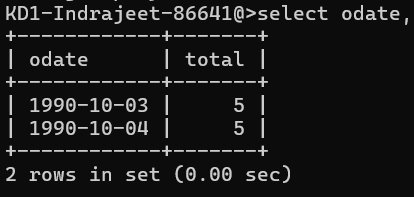 KD1-Indrajeet-86641@>select odate,
+------------+-------+
| odate      | total |
+------------+-------+
| 1990-10-03 |     5 |
| 1990-10-04 |     5 |
+------------+-------+
2 rows in set (0.00 sec)